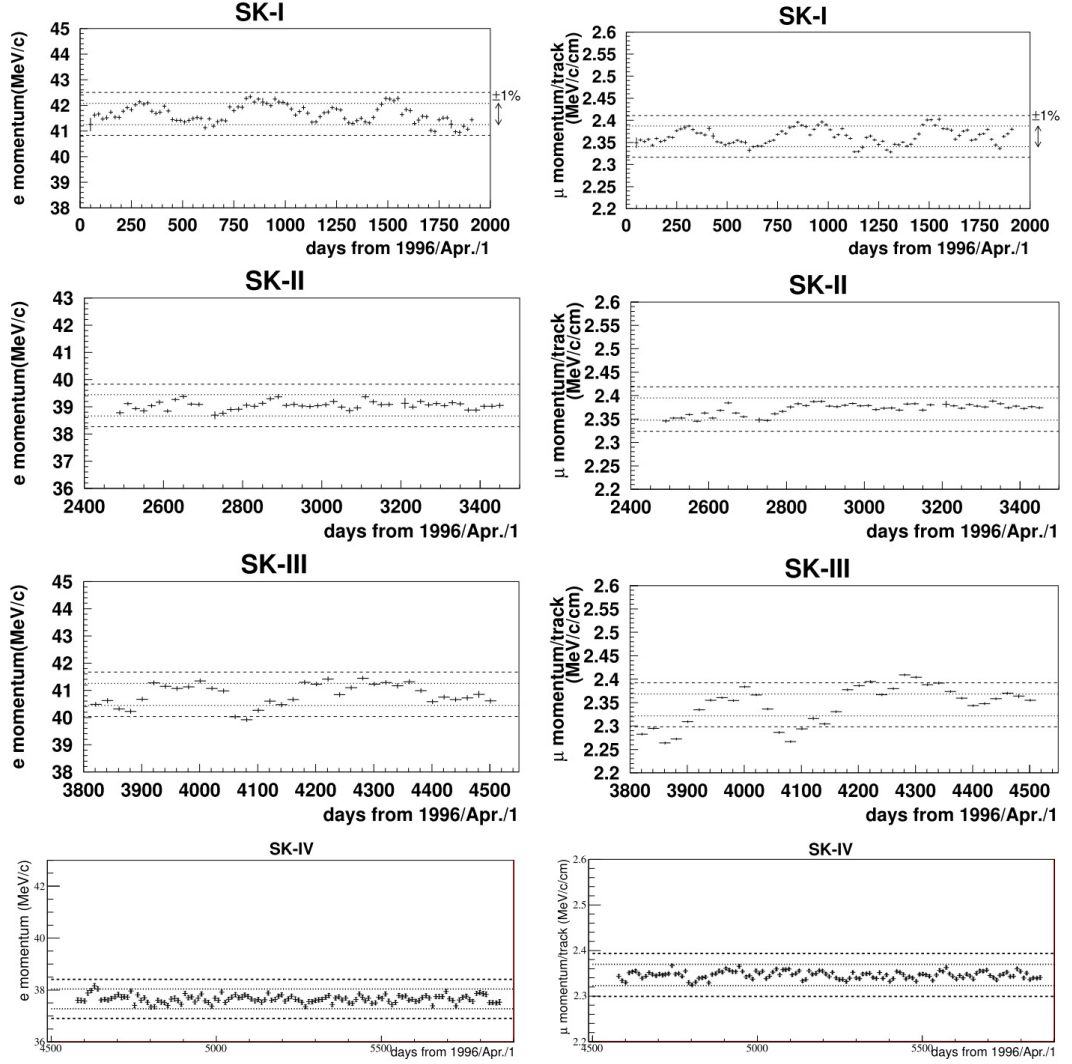 SK-I
e momentum(MeV/c)
45
44
43
42
41
40
39
38
±1%
0 250 500 750 1000 1250 1500 1750 2000
days from 1996/Apr./1
SK-I
μ momentum/track
(MeV/c/cm)
2.6
2.55
2.5
2.45
2.4
2.35
2.3
2.25
2.2
±1%
0 250 500 750 1000 1250 1500 1750 2000
days from 1996/Apr./1
SK-II
e momentum(MeV/c)
43
42
41
40
39
38
37
36
2400 2600 2800 3000 3200 3400
days from 1996/Apr./1
SK-II
μ momentum/track
(MeV/c/cm)
2.6
2.55
2.5
2.45
2.4
2.35
2.3
2.25
2.2
2400 2600 2800 3000 3200 3400
days from 1996/Apr./1
SK-III
e momentum(MeV/c)
45
44
43
42
41
40
39
38
3800 3900 4000 4100 4200 4300 4400 4500
days from 1996/Apr./1
SK-III
μ momentum/track
(MeV/c/cm)
2.6
2.55
2.5
2.45
2.4
2.35
2.3
2.25
2.2
3800 3900 4000 4100 4200 4300 4400 4500
days from 1996/Apr./1
SK-IV
e momentum (MeV/c)
42
40
38
36
4500 5000 5500
days from 1996/Apr./1
SK-IV
μ momentum/track (MeV/c/cm)
2.6
2.5
2.4
2.3
2.2
4500 5000 5500
days from 1996/Apr./1